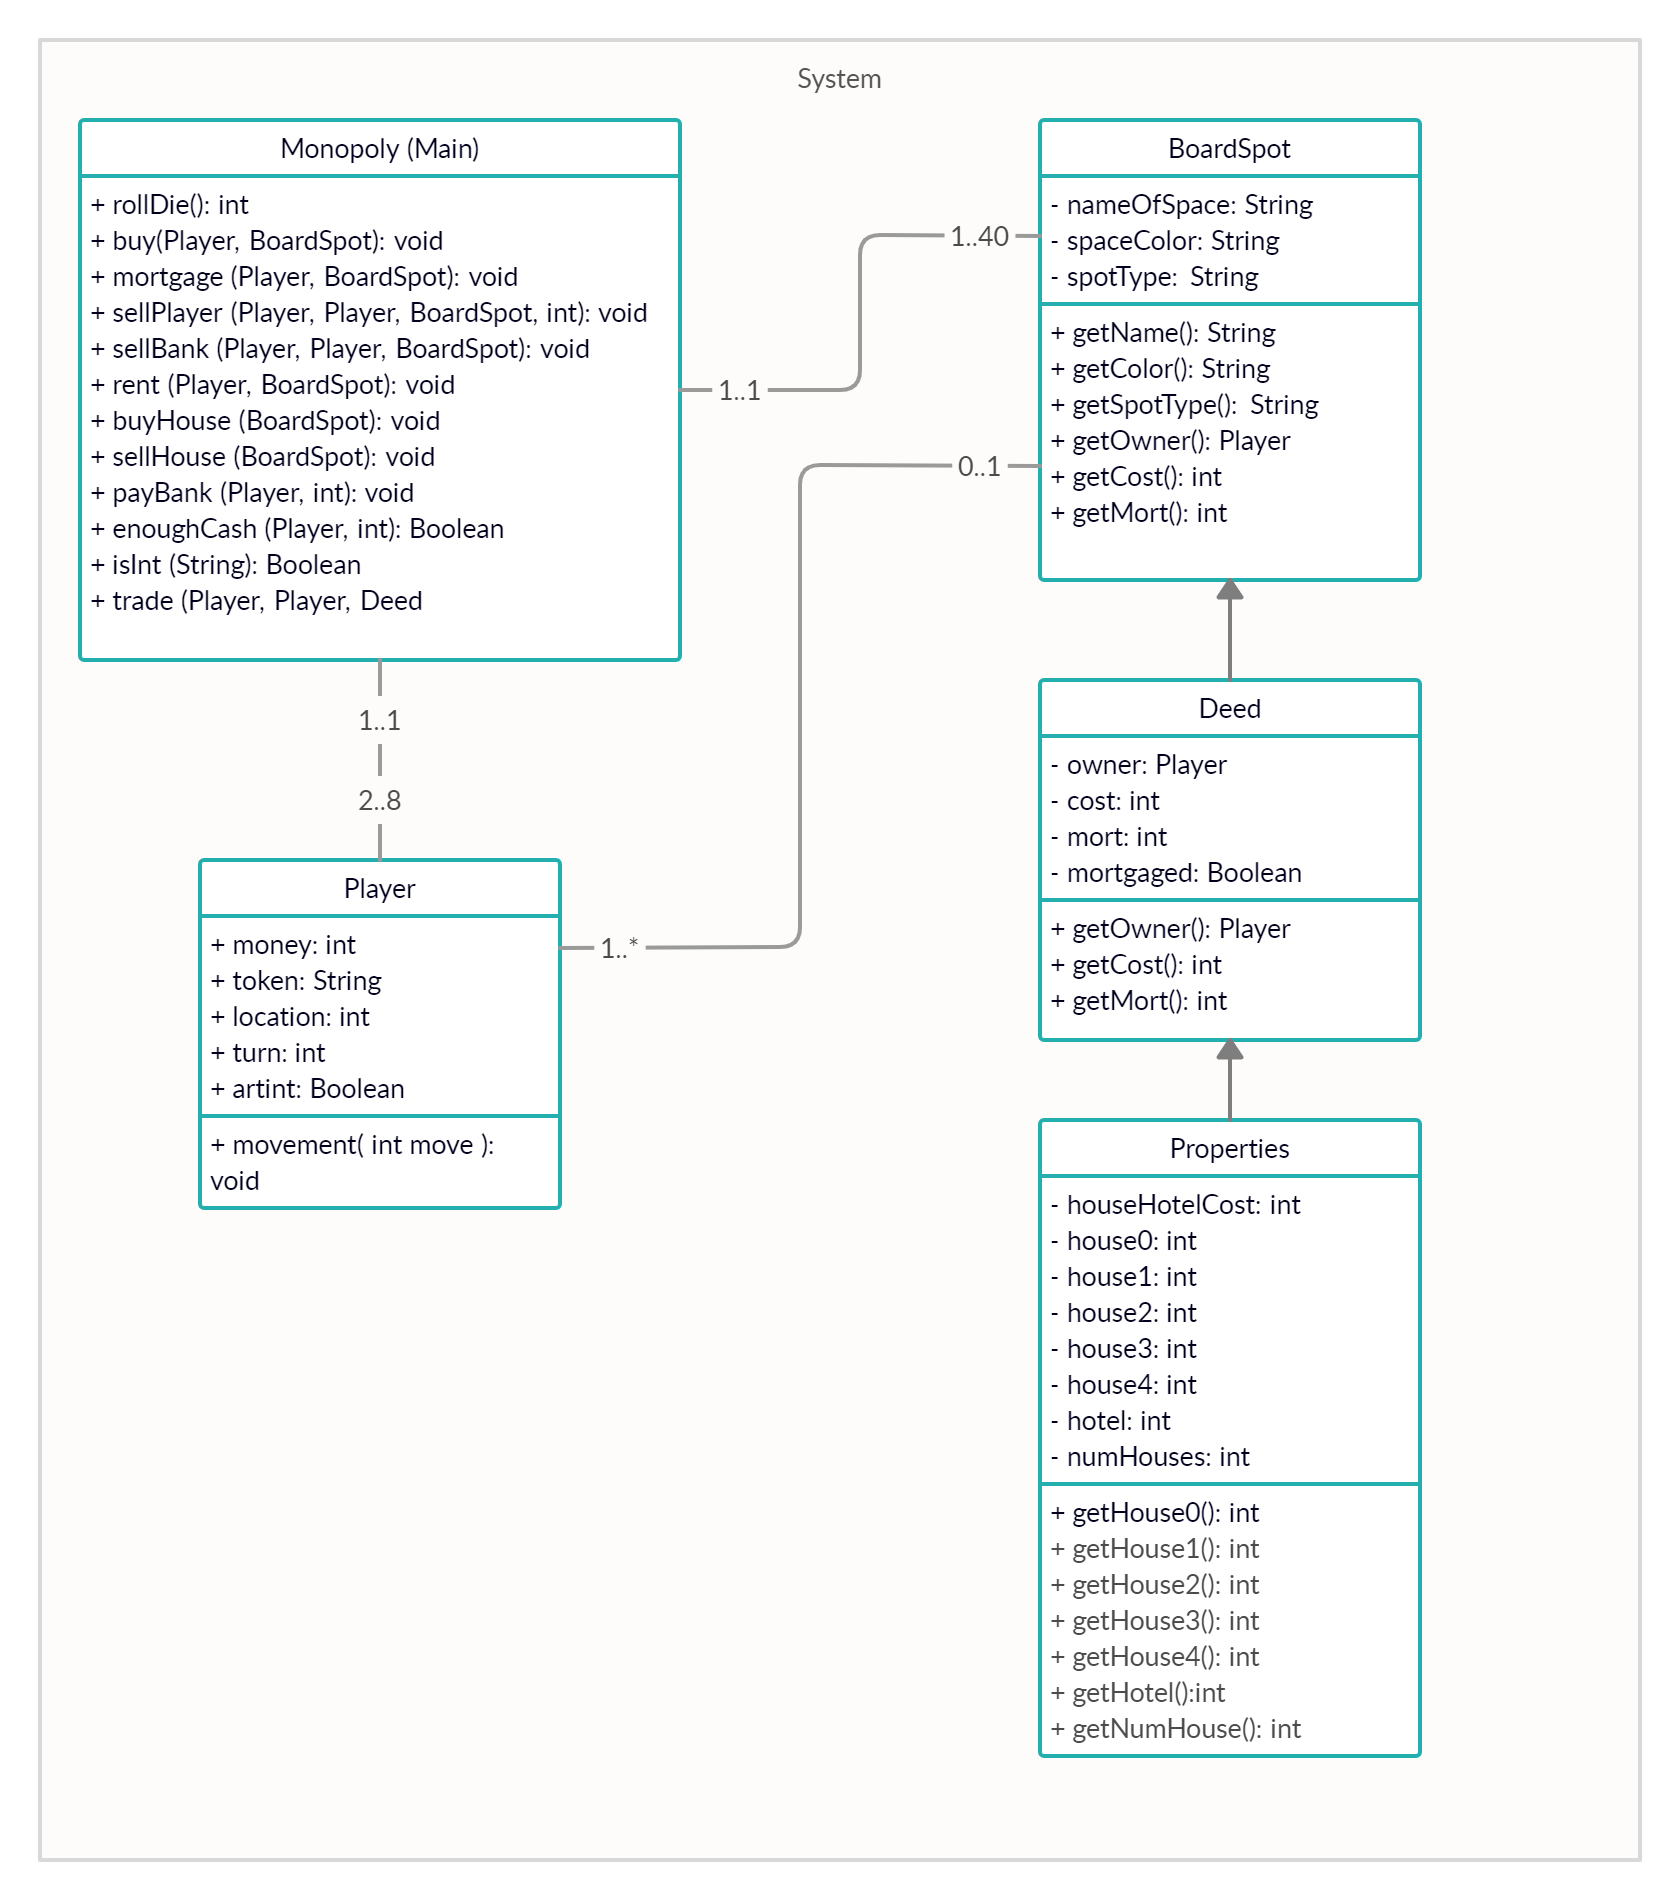 System
Monopoly (Main)
+ rollDie(): int
+ buy(Player, BoardSpot): void
+ mortgage (Player, BoardSpot): void
+ sellPlayer (Player, Player, BoardSpot, int): void
+ sellBank (Player, Player, BoardSpot): void
+ rent (Player, BoardSpot): void
+ buyHouse (BoardSpot): void
+ sellHouse (BoardSpot): void
+ payBank (Player, int): void
+ enoughCash (Player, int): Boolean
+ isInt (String): Boolean
+ trade (Player, Player, Deed
1..1
1..40
0..1
1..1
2..8
1..*
Player
+ money: int
+ token: String
+ location: int
+ turn: int
+ artint: Boolean
+ movement( int move ):
void
BoardSpot
- nameOfSpace: String
- spaceColor: String
- spotType:  String
+ getName(): String
+ getColor(): String
+ getSpotType():  String
+ getOwner(): Player
+ getCost(): int
+ getMort(): int
Deed
- owner: Player
- cost: int
- mort: int
- mortgaged: Boolean
+ getOwner(): Player
+ getCost(): int
+ getMort(): int
Properties
- houseHotelCost: int
- house0: int
- house1: int
- house2: int
- house3: int
- house4: int
- hotel: int
- numHouses: int
+ getHouse0(): int
+ getHouse1(): int
+ getHouse2(): int
+ getHouse3(): int
+ getHouse4(): int
+ getHotel():int
+ getNumHouse(): int